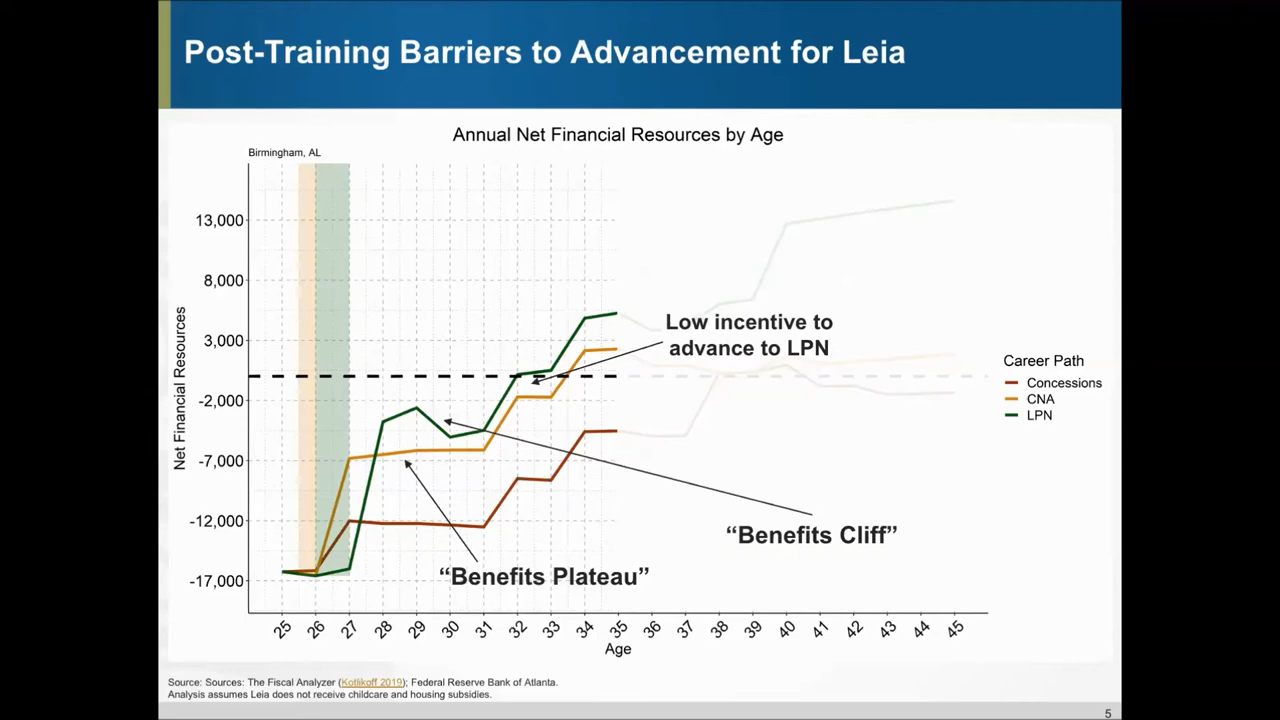 Post-Training Barriers to Advancement for Leia
Annual Net Financial Resources by Age
Birmingham, AL
Net Financial Resources
13,000
8,000
3,000
-2,000
-7,000
-12,000
-17,000
Low incentive to
advance to LPN
“Benefits Cliff”
“Benefits Plateau”
Career Path
Concessions
CNA
LPN
25 26 27 28 29 30 31 32 33 34 35 36 37 38 39 40 41 42 43 44 45
Age
Source: Sources: The Fiscal Analyzer (Kotlikoff 2019); Federal Reserve Bank of Atlanta.
Analysis assumes Leia does not receive childcare and housing subsidies.
5